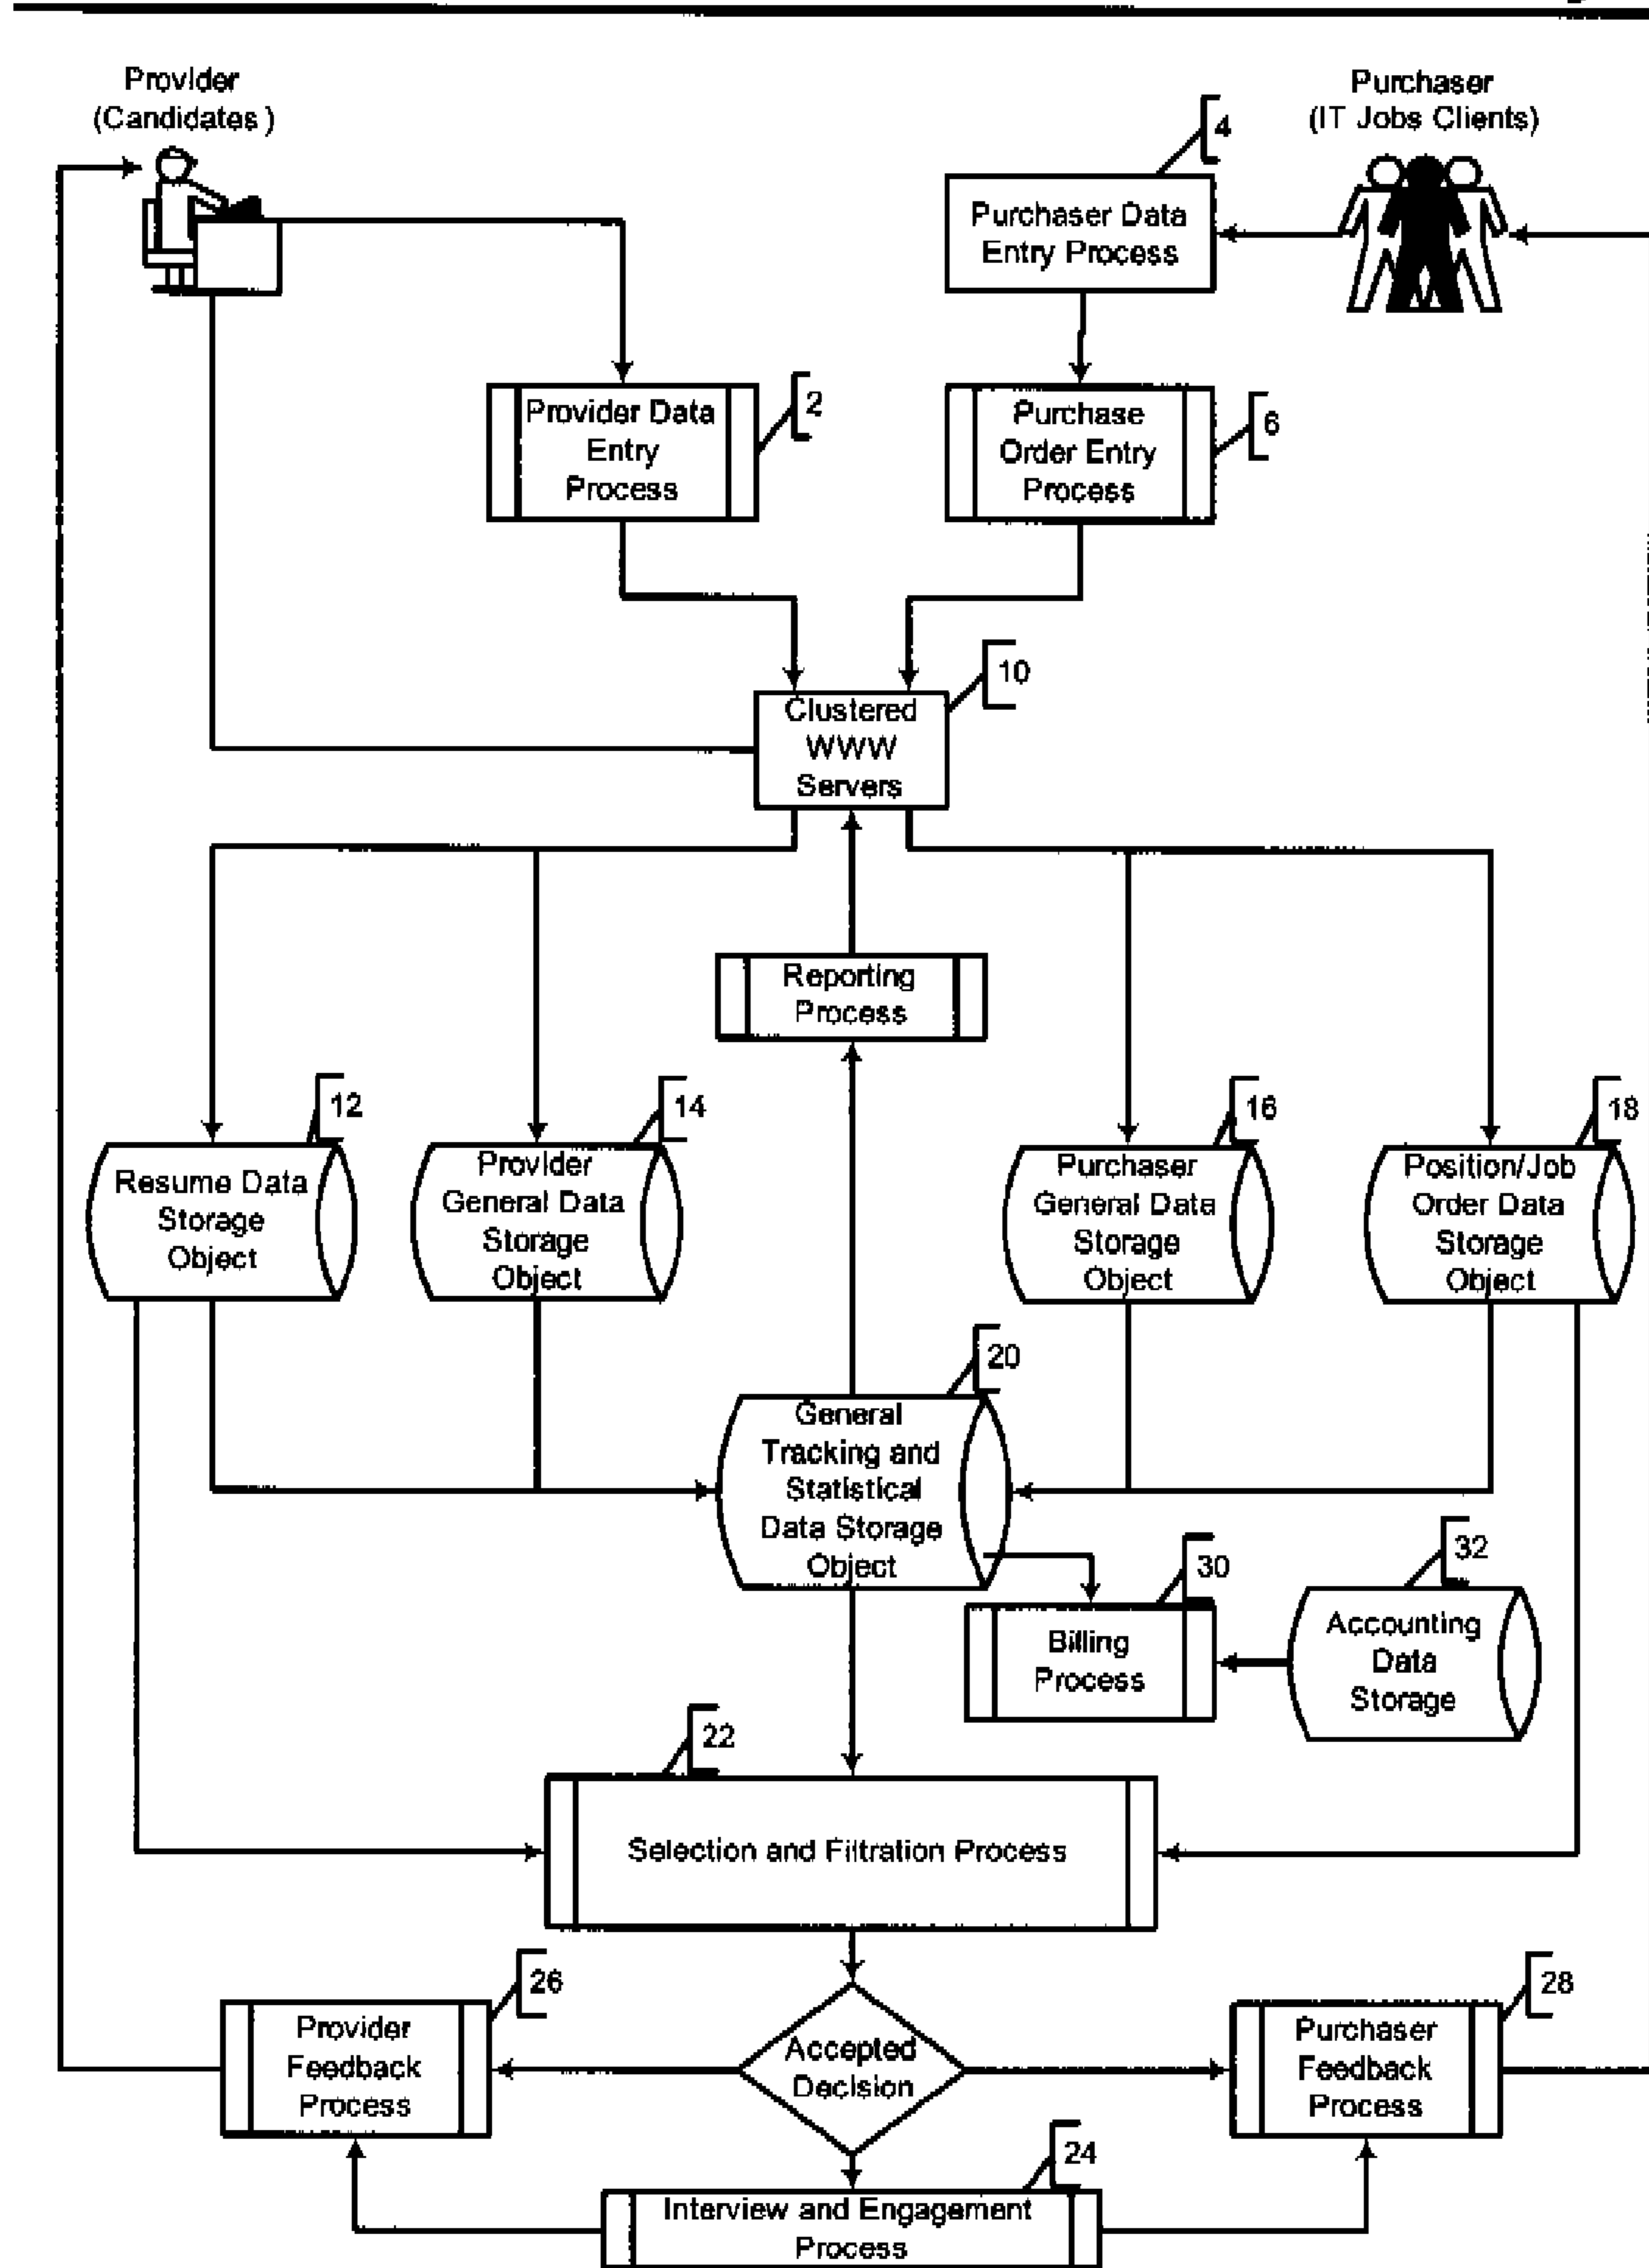 Provider
(Candidates)
Purchaser
(IT Jobs Clients)
4
Purchaser Data
Entry Process
Provider Data
Entry
Process
2
Purchase
Order Entry
Process
6
10
Clustered
WWW
Servers
Reporting
Process
12
Resume Data
Storage
Object
14
Provider
General Data
Storage
Object
16
Purchaser
General Data
Storage
Object
18
Position/Job
Order Data
Storage
Object
20
General
Tracking and
Statistical
Data Storage
Object
30
Billing
Process
32
Accounting
Data
Storage
22
Selection and Filtration Process
26
Provider
Feedback
Process
Accepted
Decision
28
Purchaser
Feedback
Process
24
Interview and Engagement
Process